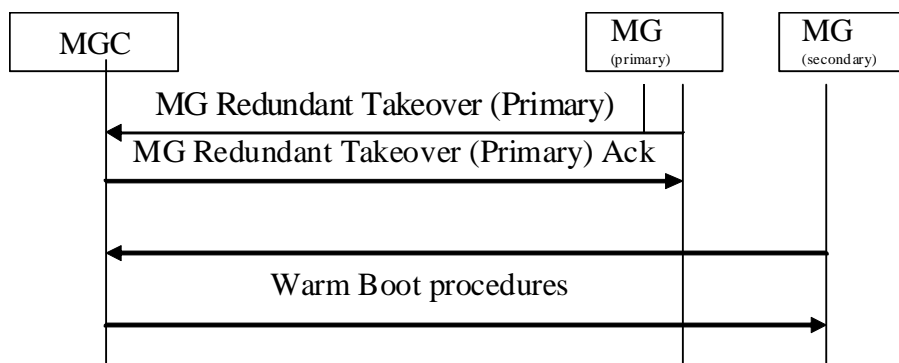 MGC
MG
(primary)
MG
(secondary)
MG Redundant Takeover (Primary)
MG Redundant Takeover (Primary) Ack
Warm Boot procedures